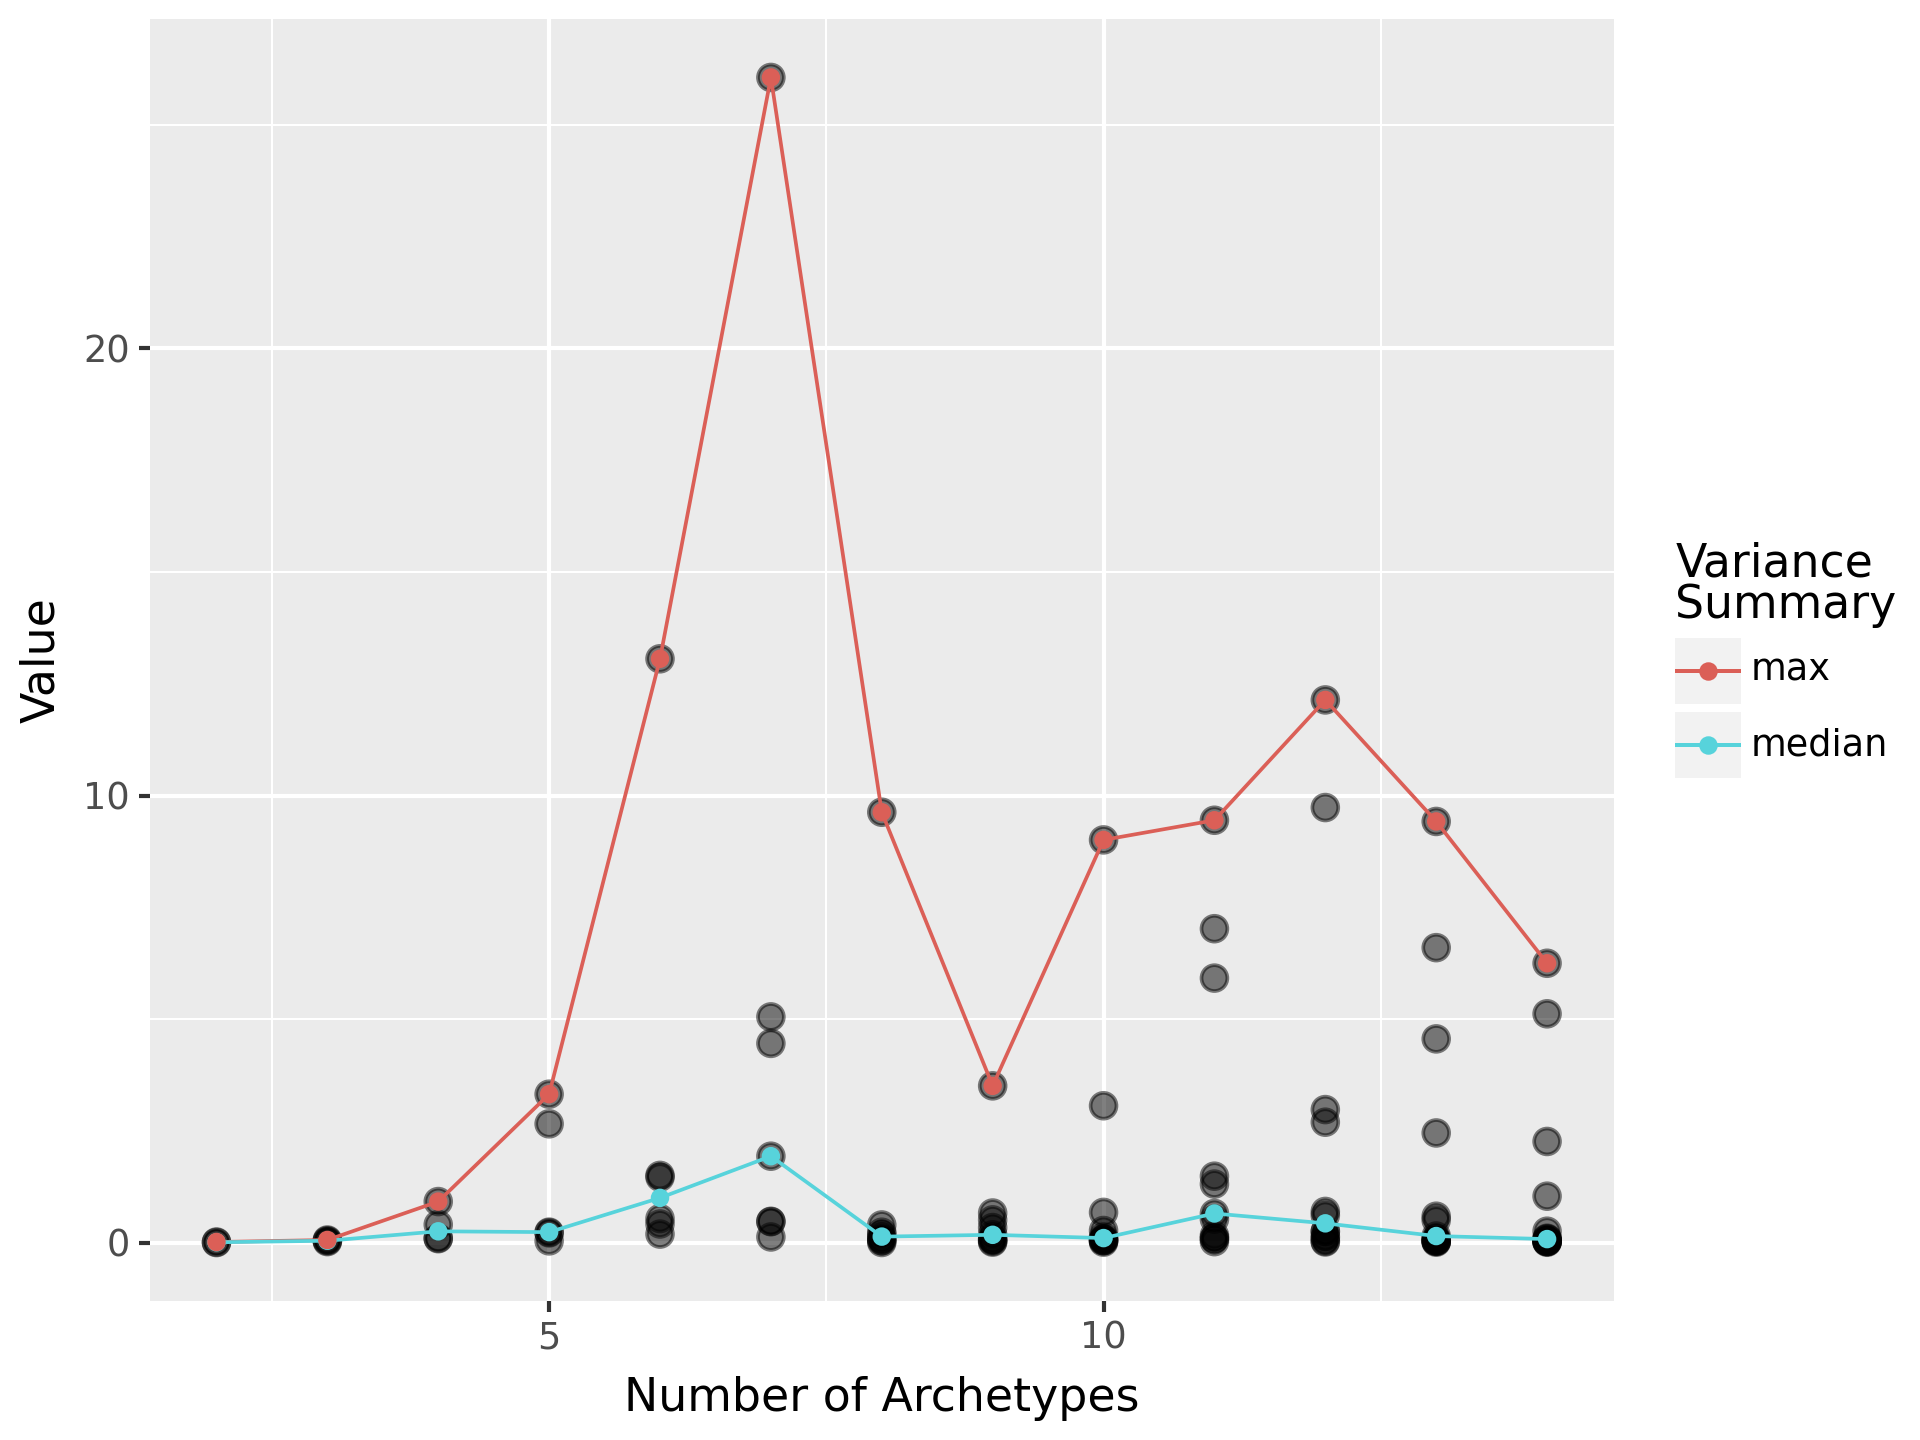 20
10
0
Value
5
10
Number of Archetypes
Variance
Summary
max
median